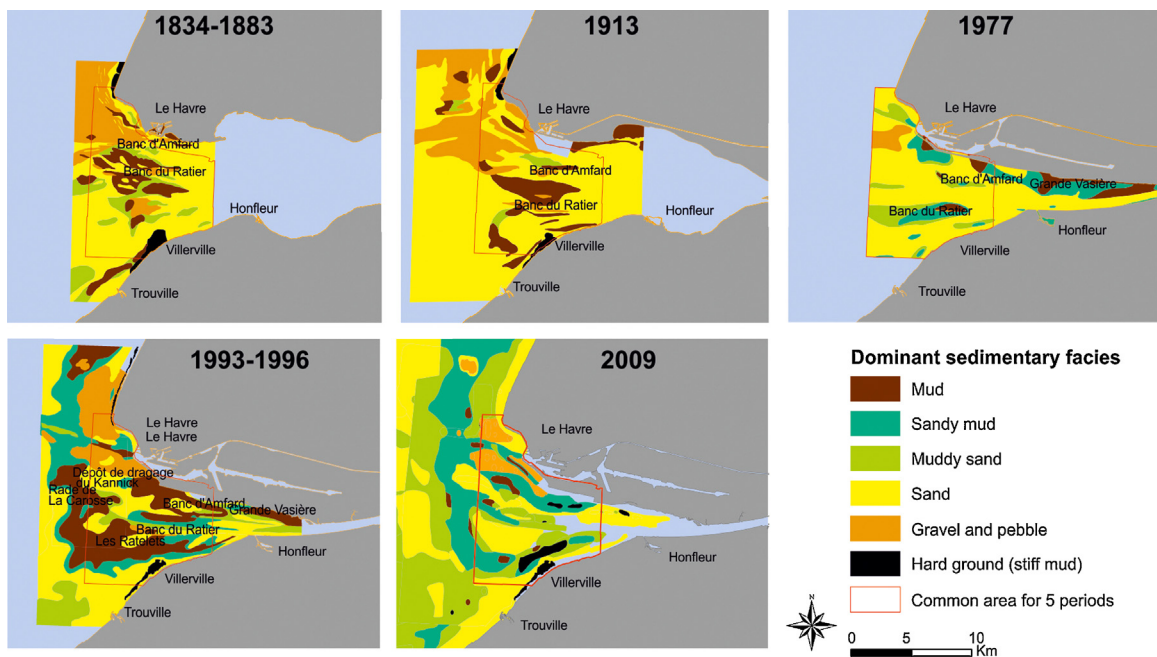 1834-1883
Le Havre
Banc d'Amfard
Banc du Ratier
Honfleur
Villerville
Trouville
1913
Le Havre
Banc d'Amfard
Banc du Ratier
Honfleur
Villerville
Trouville
1977
Le Havre
Banc d'Amfard
Grande Vasière
Banc du Ratier
Honfleur
Villerville
Trouville
1993-1996
Le Havre
Le Havre
Dépôt de dragage
du Kannick
Rade de
La Carosse
Banc d'Amfard
Grande Vasière
Banc du Ratier
Les Ratelets
Honfleur
Villerville
Trouville
2009
Le Havre
Honfleur
Villerville
Trouville
Dominant sedimentary facies
Mud
Sandy mud
Muddy sand
Sand
Gravel and pebble
Hard ground (stiff mud)
Common area for 5 periods
N
0 5 10
Km